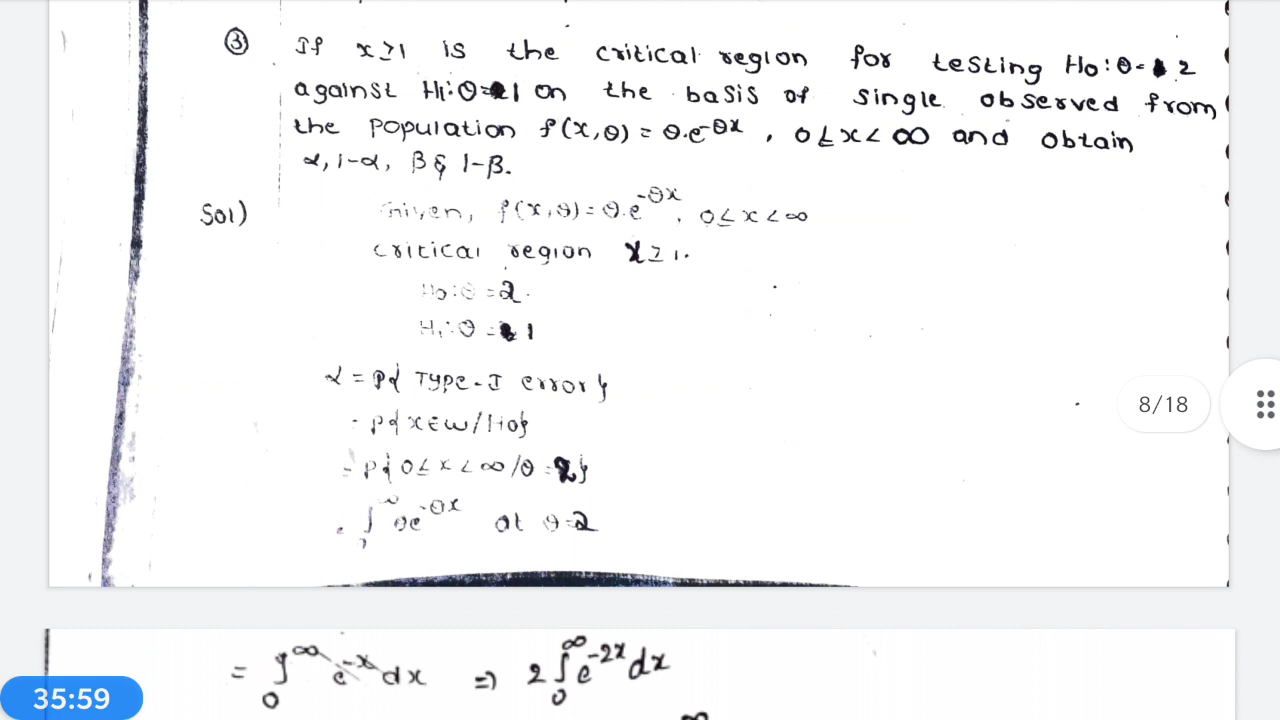 ③ If x≥1 is the critical region for testing H0:θ=2
against H1:θ=1 on the basis of single observed from
the population f(x,θ) = θ.e^-θx, 0≤x<∞ and obtain
α, 1-α, β & 1-β.
Sol) Given, f(x,θ)=θ.e^-θx, 0≤x<∞
critical region x≥1.
H0:θ=2.
H1:θ=1
α = P{ Type-I error}
= P{x∈w/H0}
= P{0≤x<∞/θ=2}
= ∫ θe^-θx at θ=2
8/18
= ∫0^∞ e^-x dx ⇒ 2∫0^∞ e^-2x dx
35:59